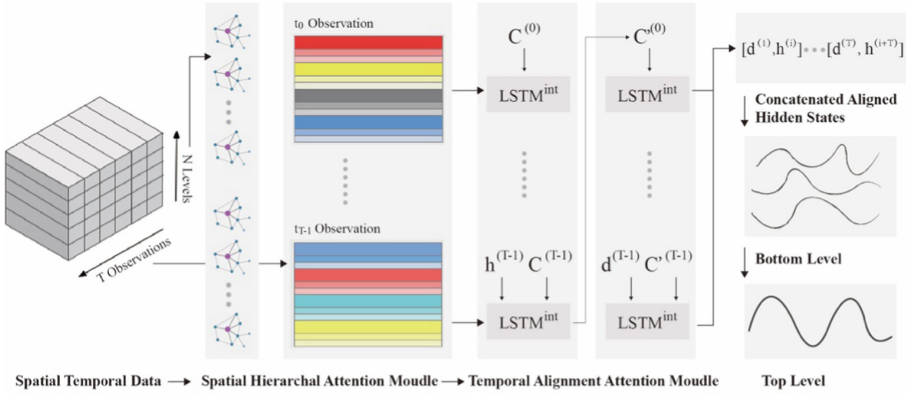 t0 Observation
C(0)
C'(0)
[d(1),h(i)]•••[d(T), h(i+T)]
LSTMint
LSTMint
Concatenated Aligned
Hidden States
N Levels
T Observations
tT-1 Observation
h(T-1) C(T-1)
d(T-1) C'(T-1)
Bottom Level
LSTMint
LSTMint
Spatial Temporal Data
Spatial Hierarchal Attention Moudle
Temporal Alignment Attention Moudle
Top Level